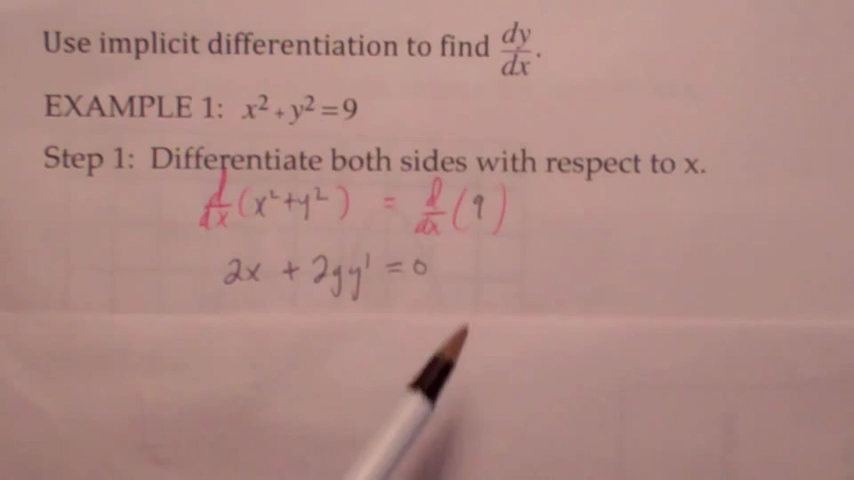 Use implicit differentiation to find dy/dx.
EXAMPLE 1: x² + y² = 9
Step 1: Differentiate both sides with respect to x.
d/dx (x² + y²) = d/dx (9)
2x + 2yy' = 0